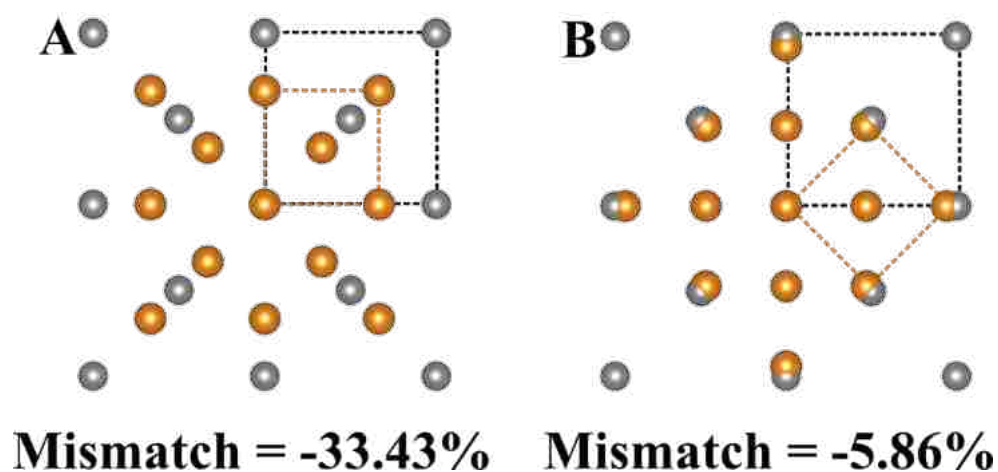 A
B
Mismatch = -33.43%
Mismatch = -5.86%